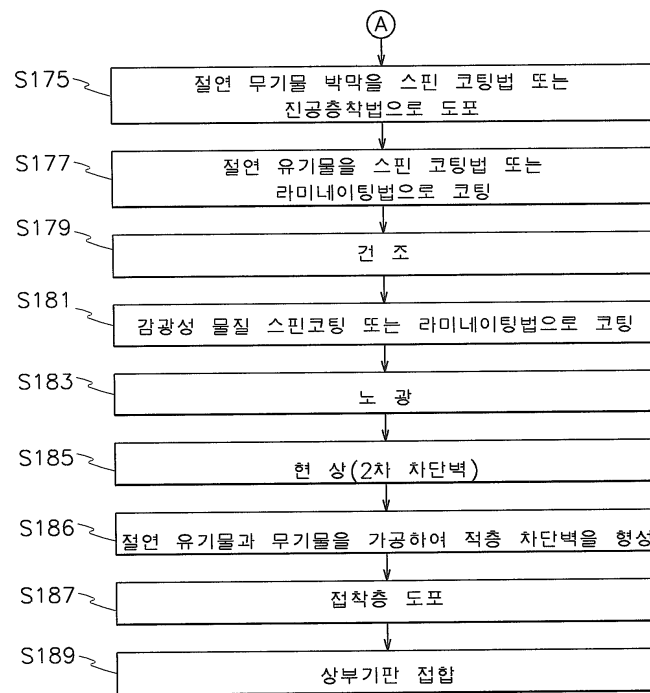 A
S175
절연 무기물 박막을 스핀 코팅법 또는
진공층착법으로 도포
S177
절연 유기물을 스핀 코팅법 또는
라미네이팅법으로 코팅
S179
건 조
S181
감광성 물질 스핀코팅 또는 라미네이팅법으로 코팅
S183
노 광
S185
현 상(2차 차단벽)
S186
절연 유기물과 무기물을 가공하여 적층 차단벽을 형성
S187
접착층 도포
S189
상부기판 접합